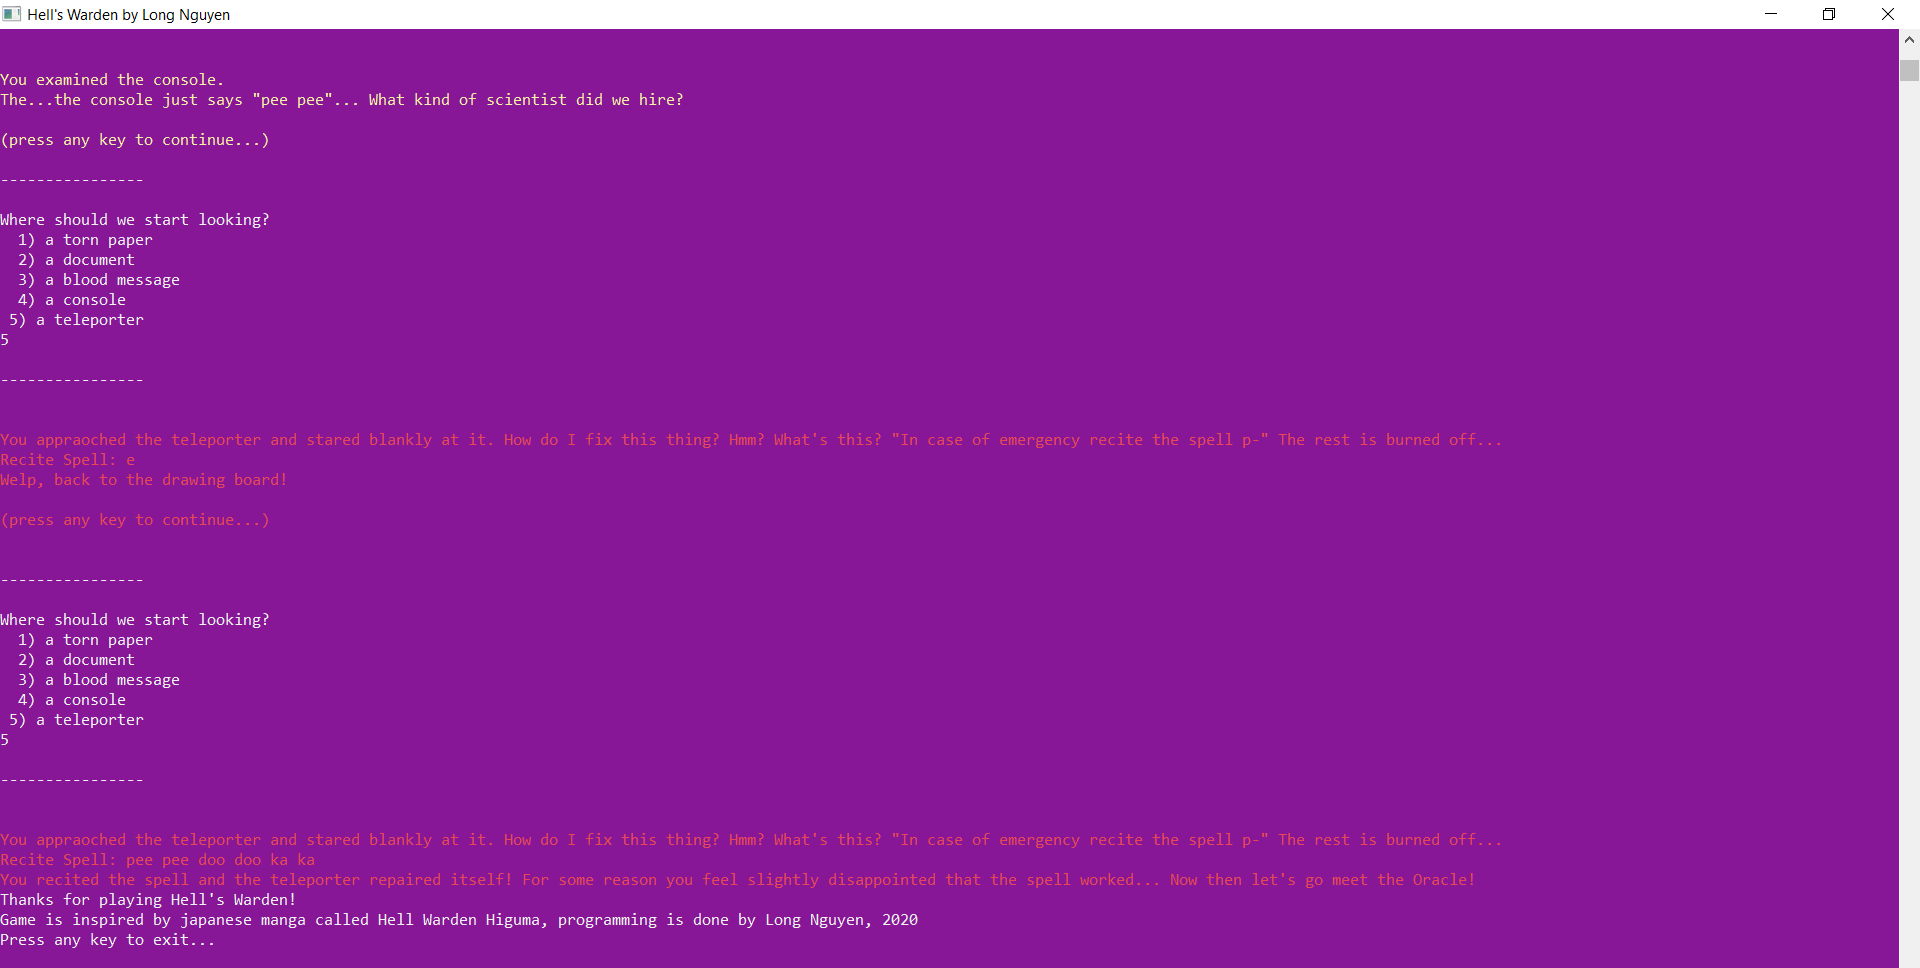 Hell's Warden by Long Nguyen
You examined the console.
The...the console just says "pee pee"... What kind of scientist did we hire?
(press any key to continue...)
----------------
Where should we start looking?
  1) a torn paper
  2) a document
  3) a blood message
  4) a console
 5) a teleporter
5
----------------
You appraoched the teleporter and stared blankly at it. How do I fix this thing? Hmm? What's this? "In case of emergency recite the spell p-" The rest is burned off...
Recite Spell: e
Welp, back to the drawing board!
(press any key to continue...)
----------------
Where should we start looking?
  1) a torn paper
  2) a document
  3) a blood message
  4) a console
 5) a teleporter
5
----------------
You appraoched the teleporter and stared blankly at it. How do I fix this thing? Hmm? What's this? "In case of emergency recite the spell p-" The rest is burned off...
Recite Spell: pee pee doo doo ka ka
You recited the spell and the teleporter repaired itself! For some reason you feel slightly disappointed that the spell worked... Now then let's go meet the Oracle!
Thanks for playing Hell's Warden!
Game is inspired by japanese manga called Hell Warden Higuma, programming is done by Long Nguyen, 2020
Press any key to exit...